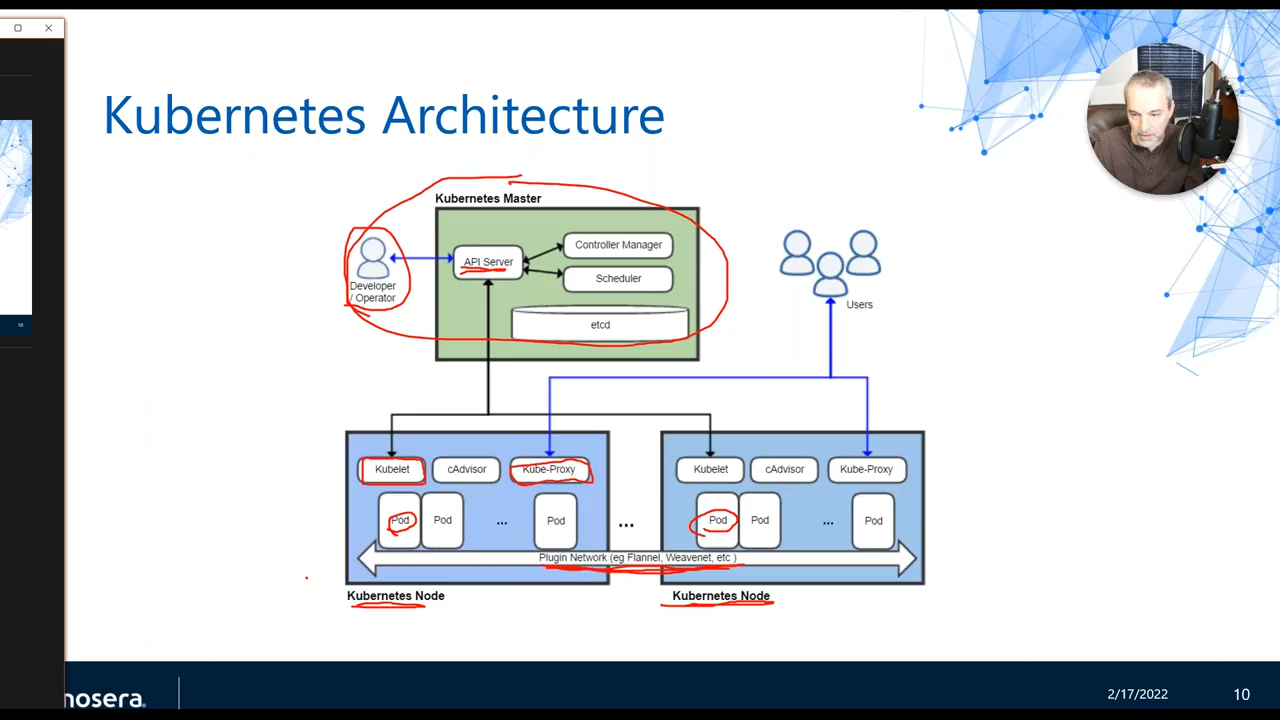 Kubernetes Architecture
Kubernetes Master
Developer
/ Operator
API Server
Controller Manager
Scheduler
etcd
Users
Kubelet
cAdvisor
Kube-Proxy
Kubelet
cAdvisor
Kube-Proxy
Pod
Pod
...
Pod
...
Pod
Pod
...
Pod
Plugin Network (eg Flannel, Weavenet, etc )
Kubernetes Node
Kubernetes Node
10
nosera
2/17/2022
10